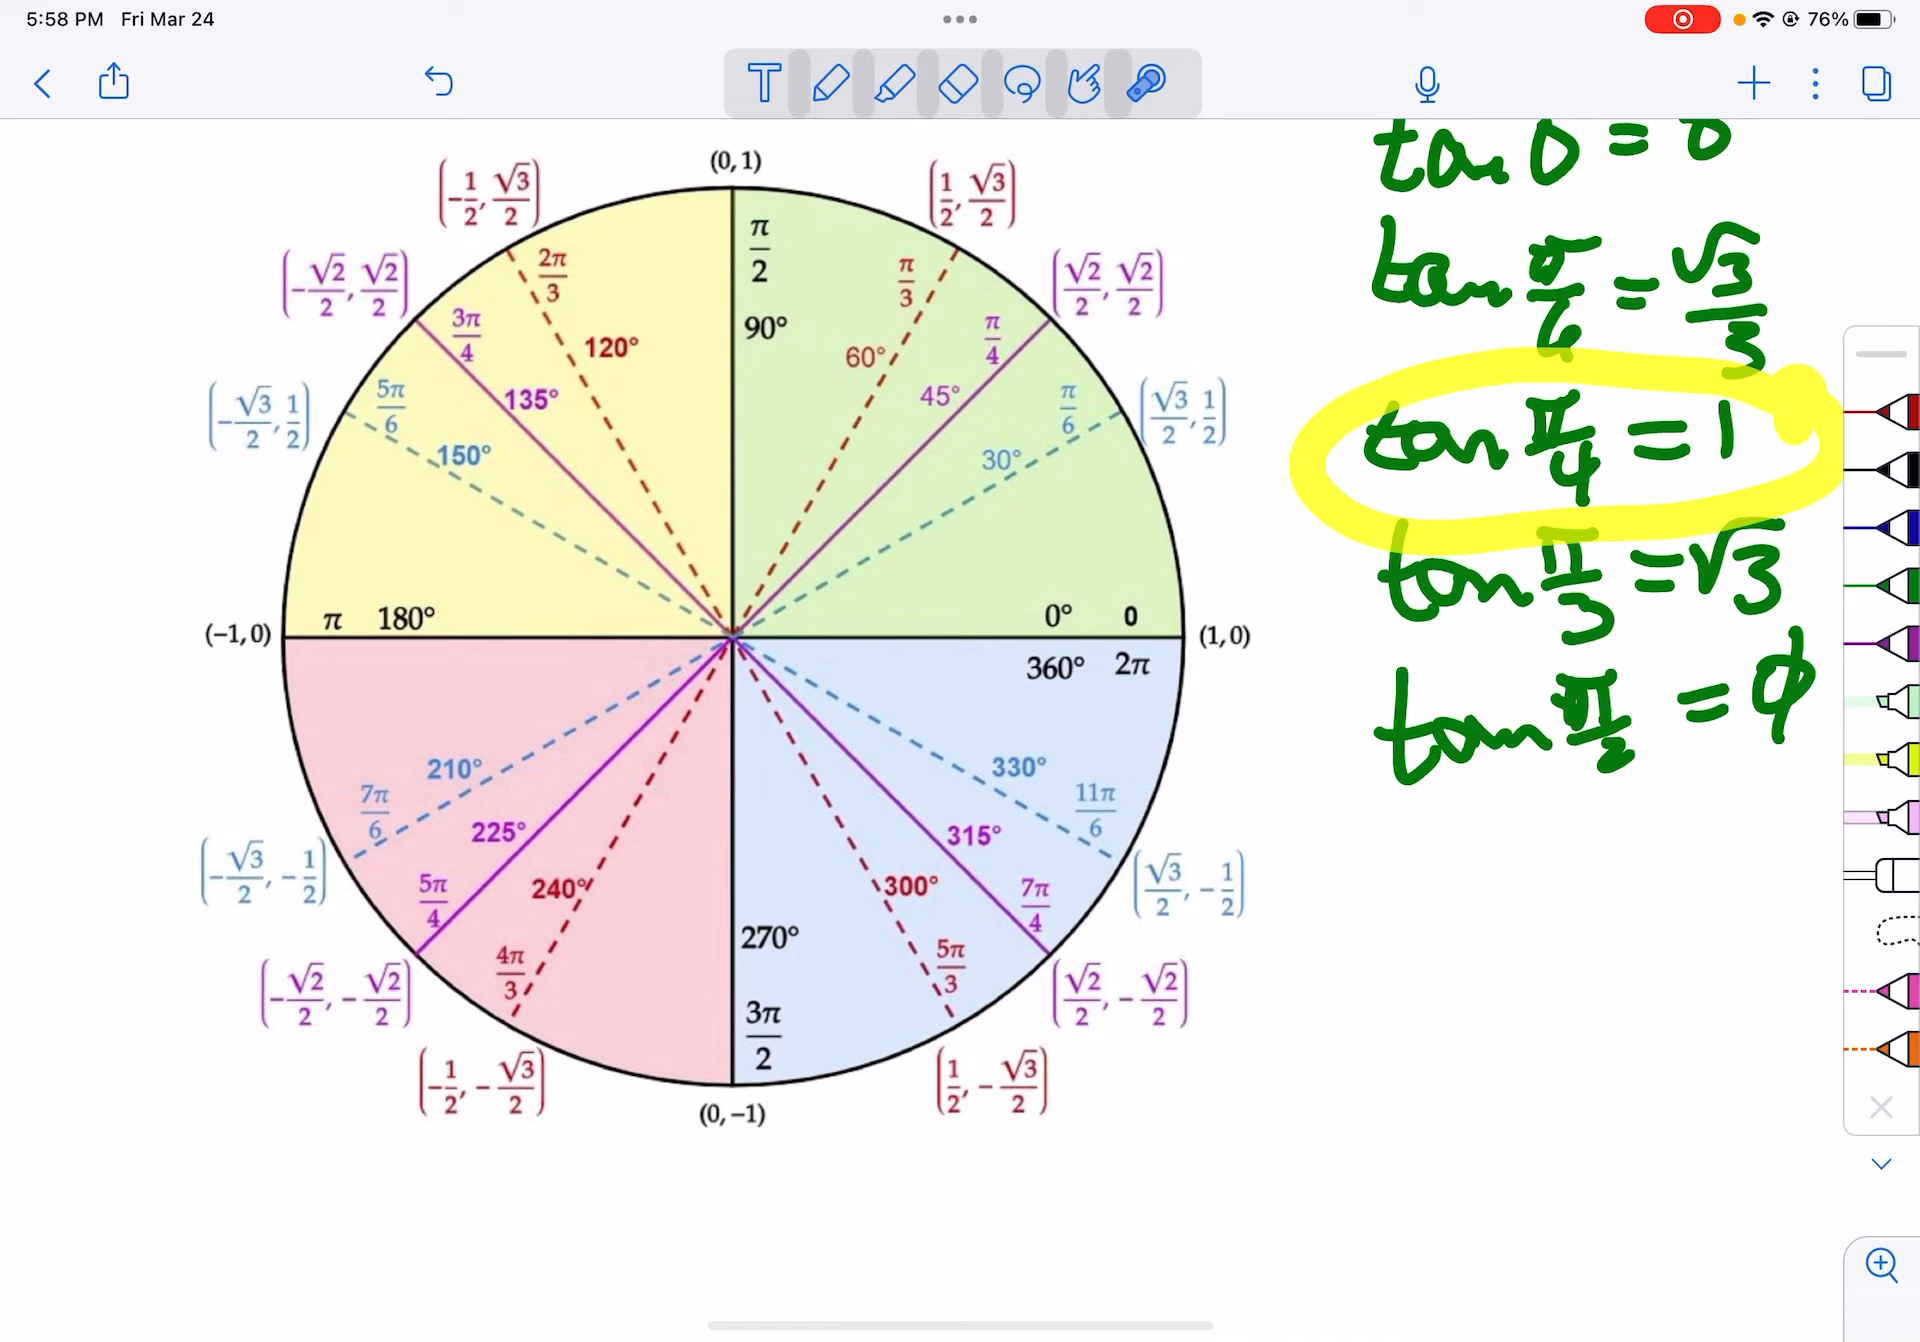 5:58 PM Fri Mar 24
76%
(0, 1)
(-1/2, √3/2)
(1/2, √3/2)
(-√2/2, √2/2)
(√2/2, √2/2)
(-√3/2, 1/2)
(√3/2, 1/2)
2π/3
π/2
π/3
3π/4
90°
π/4
120°
60°
5π/6
135°
45°
π/6
150°
30°
(−1, 0)
π 180°
0° 0
(1, 0)
360° 2π
210°
330°
7π/6
11π/6
225°
315°
(-√3/2, -1/2)
(√3/2, -1/2)
5π/4
240°
300°
7π/4
270°
4π/3
5π/3
(-√2/2, -√2/2)
(√2/2, -√2/2)
3π/2
(-1/2, -√3/2)
(1/2, -√3/2)
(0, −1)
tan 0 = 0
tan π/6 = √3/3
tan π/4 = 1
tan π/3 = √3
tan π/2 = φ